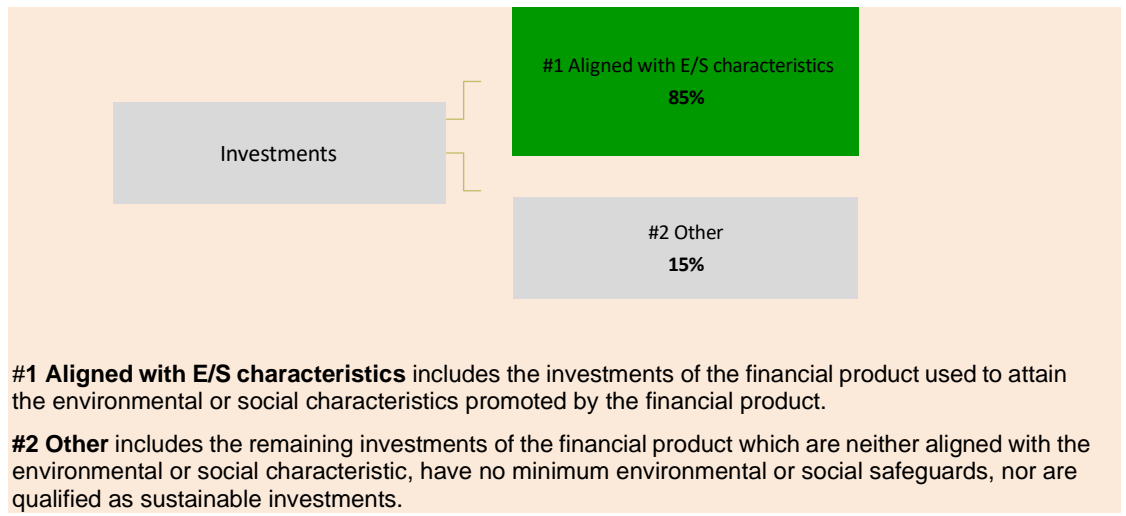 #1 Aligned with E/S characteristics
85%
Investments
#2 Other
15%
#1 Aligned with E/S characteristics includes the investments of the financial product used to attain
the environmental or social characteristics promoted by the financial product.
#2 Other includes the remaining investments of the financial product which are neither aligned with the
environmental or social characteristic, have no minimum environmental or social safeguards, nor are
qualified as sustainable investments.